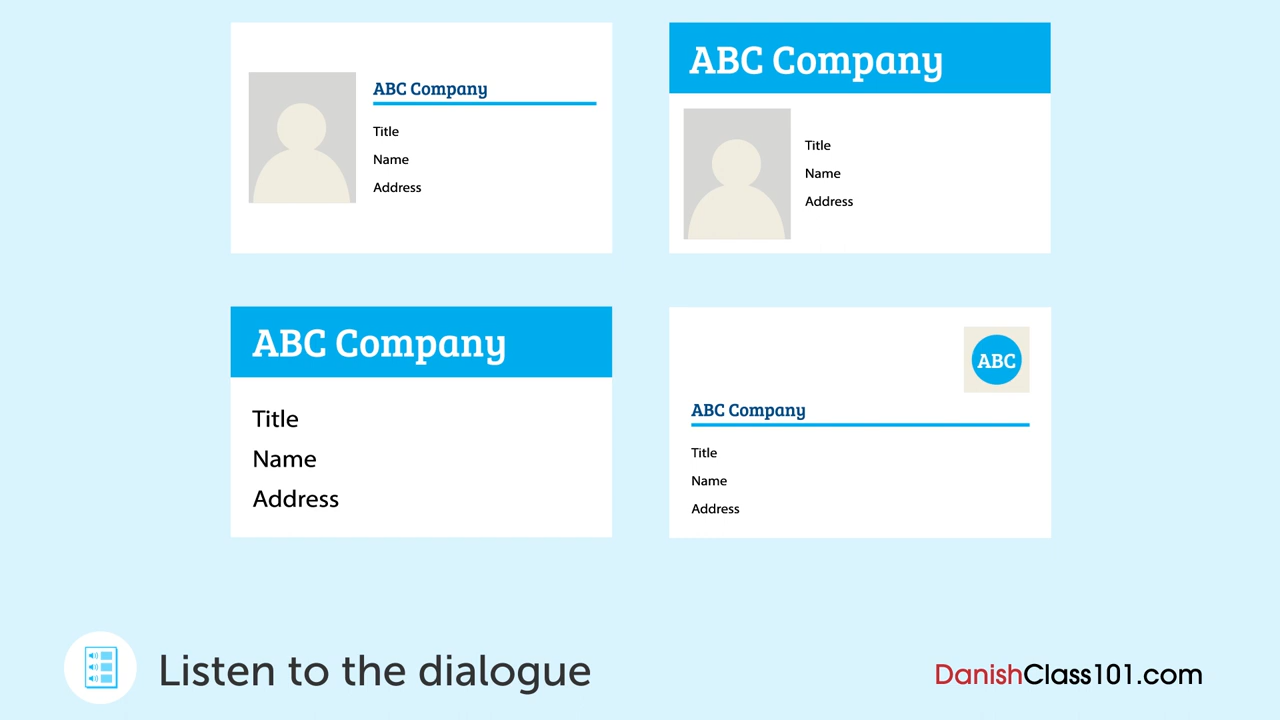 ABC Company
Title
Name
Address
ABC Company
Title
Name
Address
ABC Company
Title
Name
Address
ABC
ABC Company
Title
Name
Address
Listen to the dialogue
DanishClass101.com